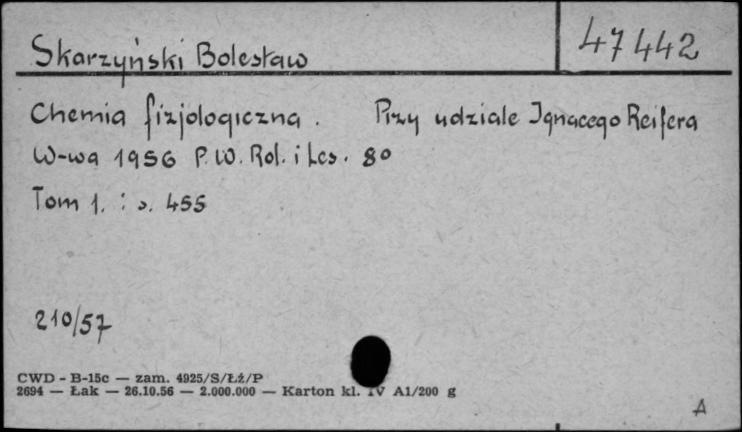 47442
Skarzyński Bolesław
Chemia fizjologiczna. Przy udziale Ignacego Reifera
W-wa 1956 P.W. Rol. i Les. 8°
Tom 1. : s. 455
210/57
CWD - B-15c — zam. 4925/S/Łż/P
2694 — Łak — 26.10.56 — 2.000.000 — Karton kl. IV A1/200 g
A